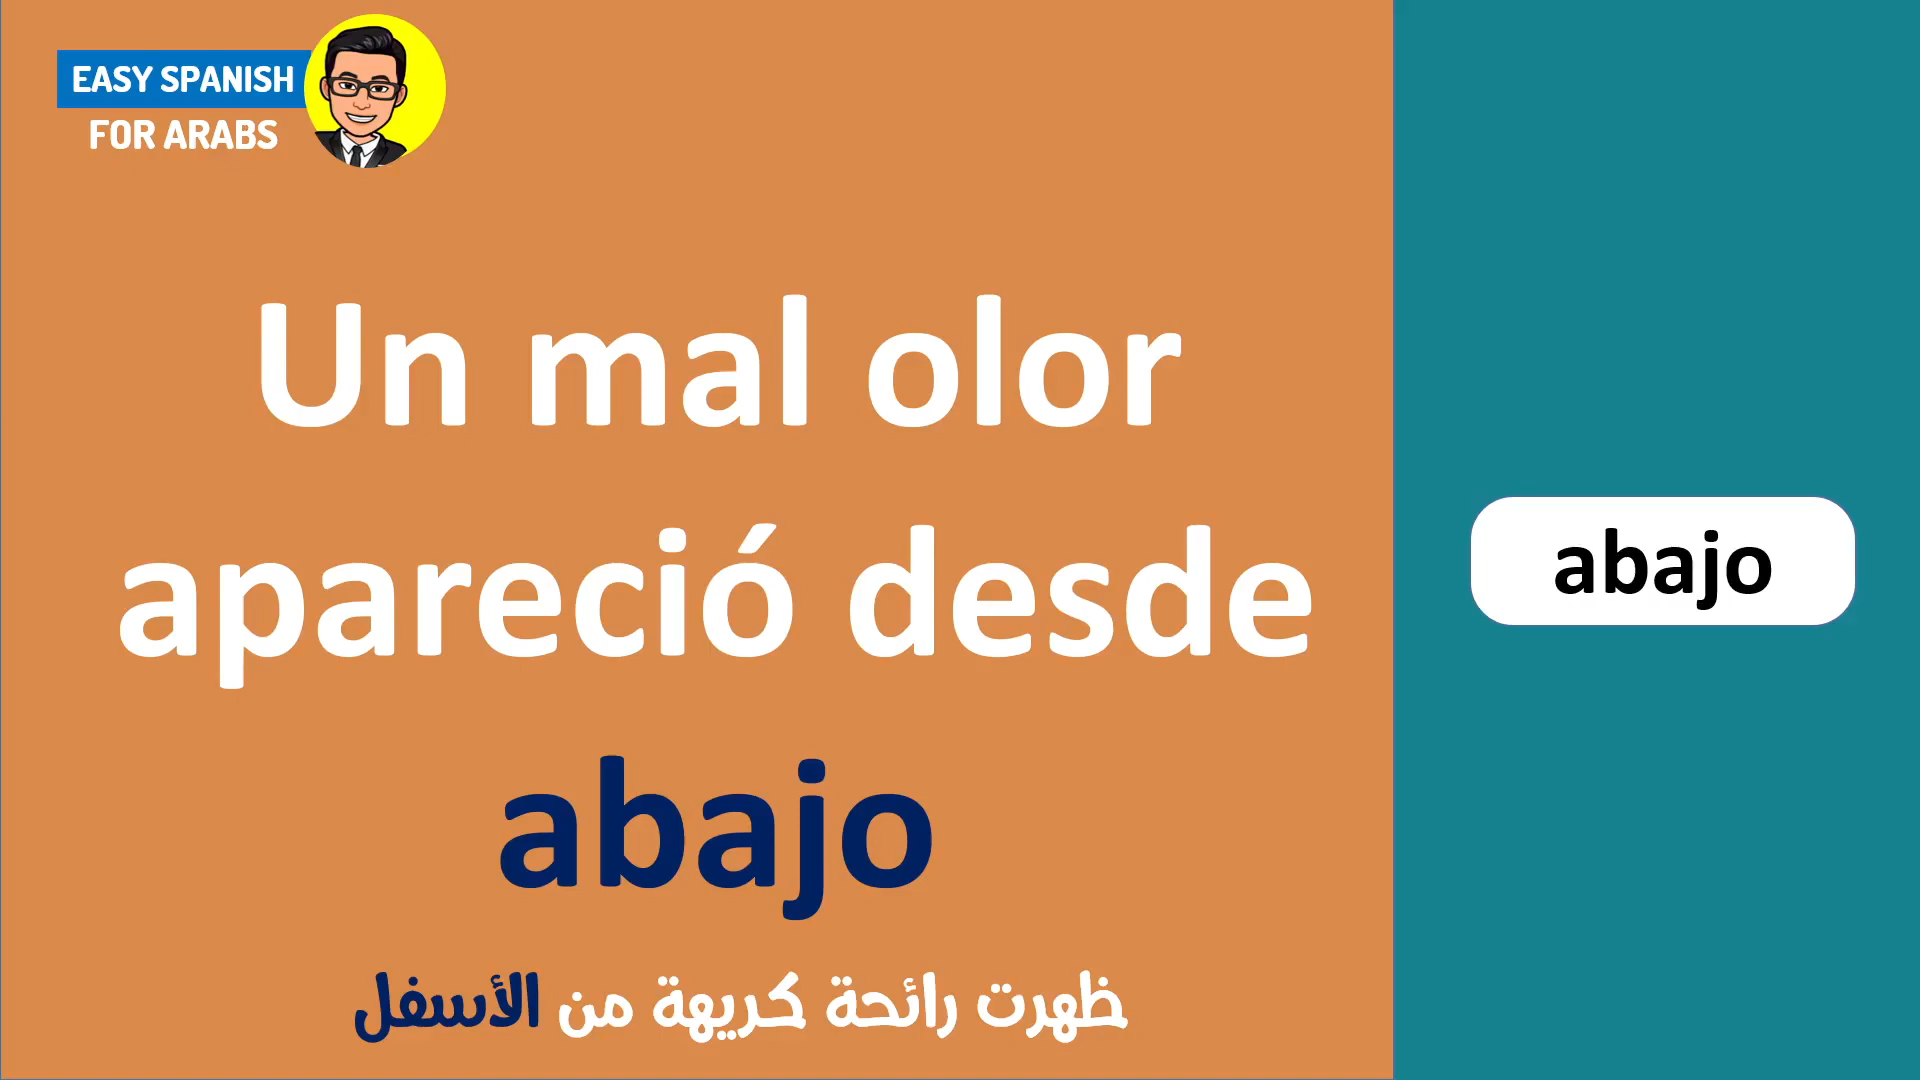 EASY SPANISH
FOR ARABS
Un mal olor
apareció desde
abajo
ظهرت رائحة كريهة من الأسفل
abajo